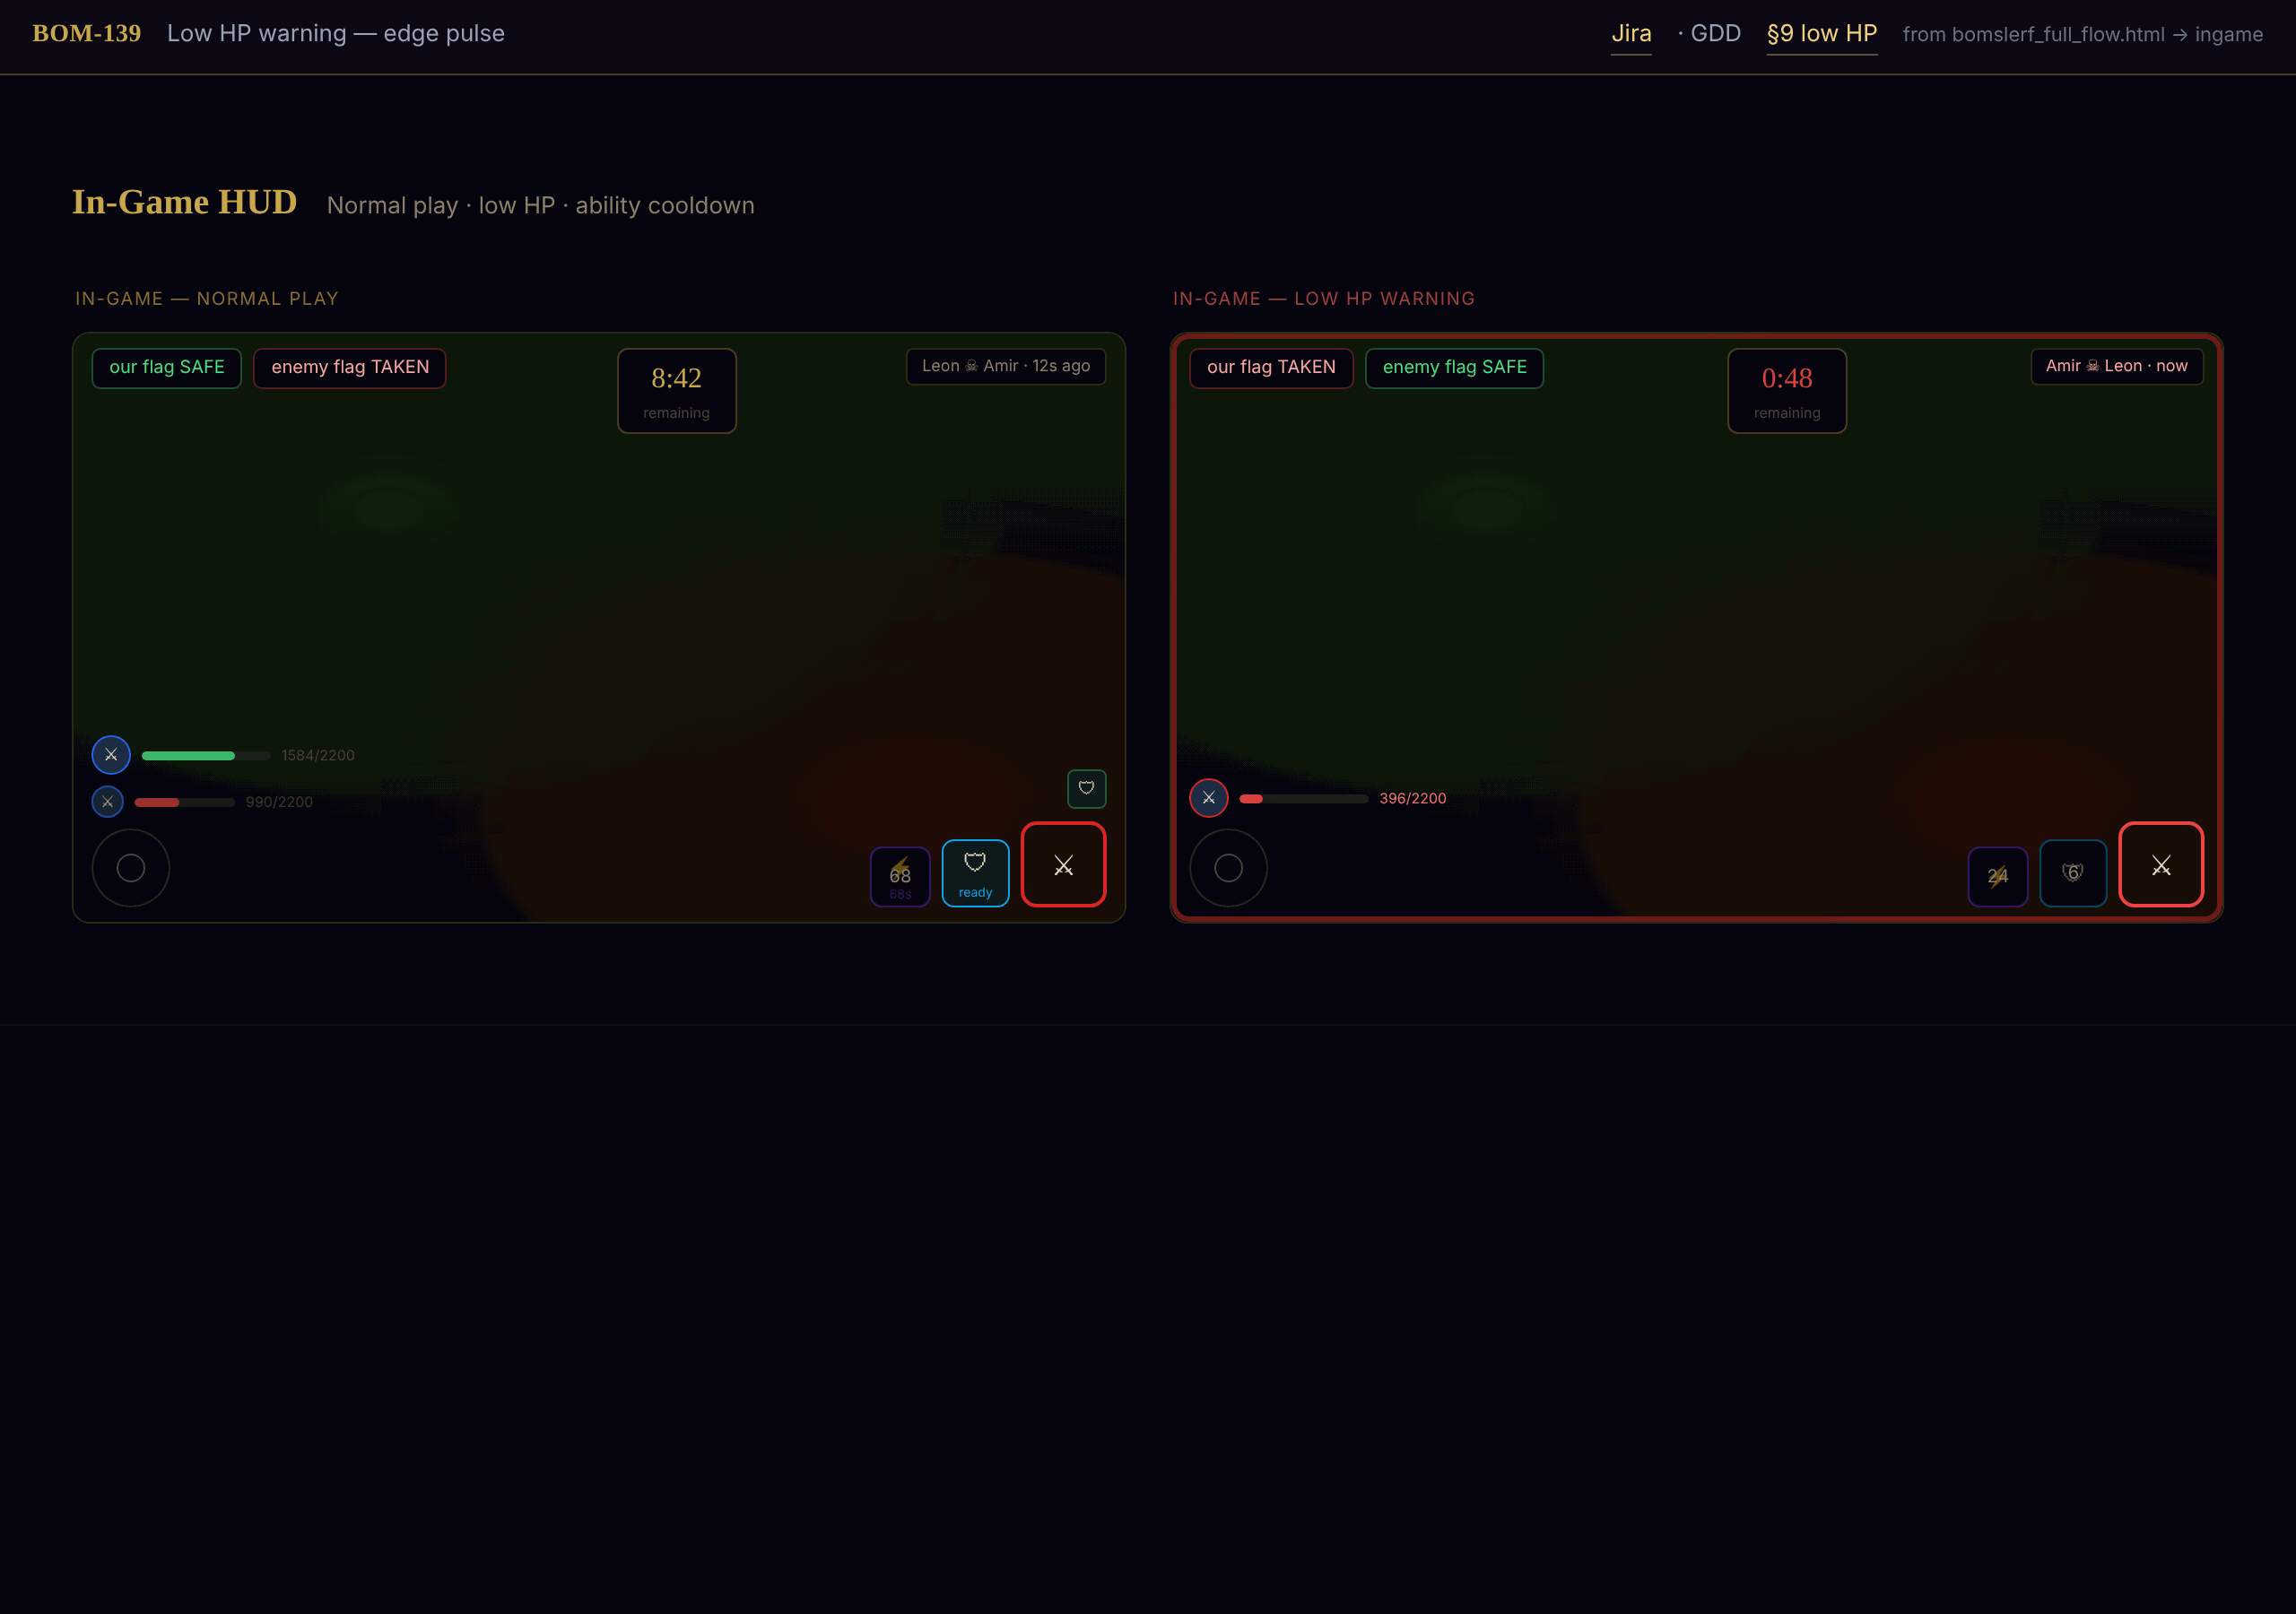 BOM-139 Low HP warning — edge pulse
Jira · GDD §9 low HP from bomslerf_full_flow.html → ingame
In-Game HUD Normal play · low HP · ability cooldown
IN-GAME — NORMAL PLAY
our flag SAFE
enemy flag TAKEN
8:42
remaining
Leon ☠ Amir · 12s ago
1584/2200
990/2200
68
68s
ready
IN-GAME — LOW HP WARNING
our flag TAKEN
enemy flag SAFE
0:48
remaining
Amir ☠ Leon · now
396/2200
24
6